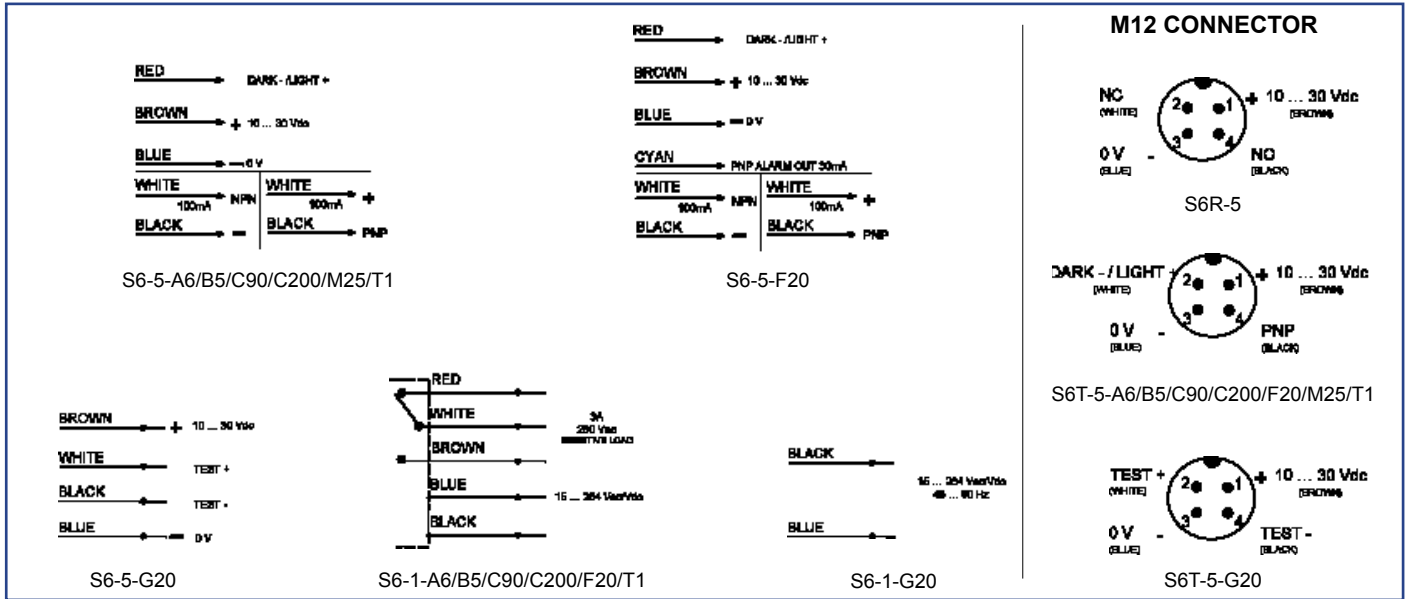 RED DARK - /LIGHT +
BROWN + 10 ... 30 Vdc
BLUE - 0 V
WHITE 100mA NPN WHITE 100mA +
BLACK - BLACK PNP
S6-5-A6/B5/C90/C200/M25/T1
RED DARK - /LIGHT +
BROWN + 10 ... 30 Vdc
BLUE - 0 V
CYAN PNP ALARM OUT 30mA
WHITE 100mA NPN WHITE 100mA +
BLACK - BLACK PNP
S6-5-F20
BROWN + 10 ... 30 Vdc
WHITE TEST +
BLACK TEST -
BLUE - 0 V
S6-5-G20
RED
WHITE
BROWN
BLUE
BLACK
3A
250 Vac
LOAD
15 ... 264 Vac/Vdc
S6-1-A6/B5/C90/C200/F20/T1
BLACK
BLUE
15 ... 264 Vac/Vdc
... 60 Hz
S6-1-G20
M12 CONNECTOR
NC 2 1 + 10 ... 30 Vdc
(WHITE) (BROWN)
0 V - 3 4 NO
(BLUE) (BLACK)
S6R-5
DARK - / LIGHT + 2 1 + 10 ... 30 Vdc
(WHITE) (BROWN)
0 V - 3 4 PNP
(BLUE) (BLACK)
S6T-5-A6/B5/C90/C200/F20/M25/T1
TEST + 2 1 + 10 ... 30 Vdc
(WHITE) (BROWN)
0 V - 3 4 TEST -
(BLUE) (BLACK)
S6T-5-G20